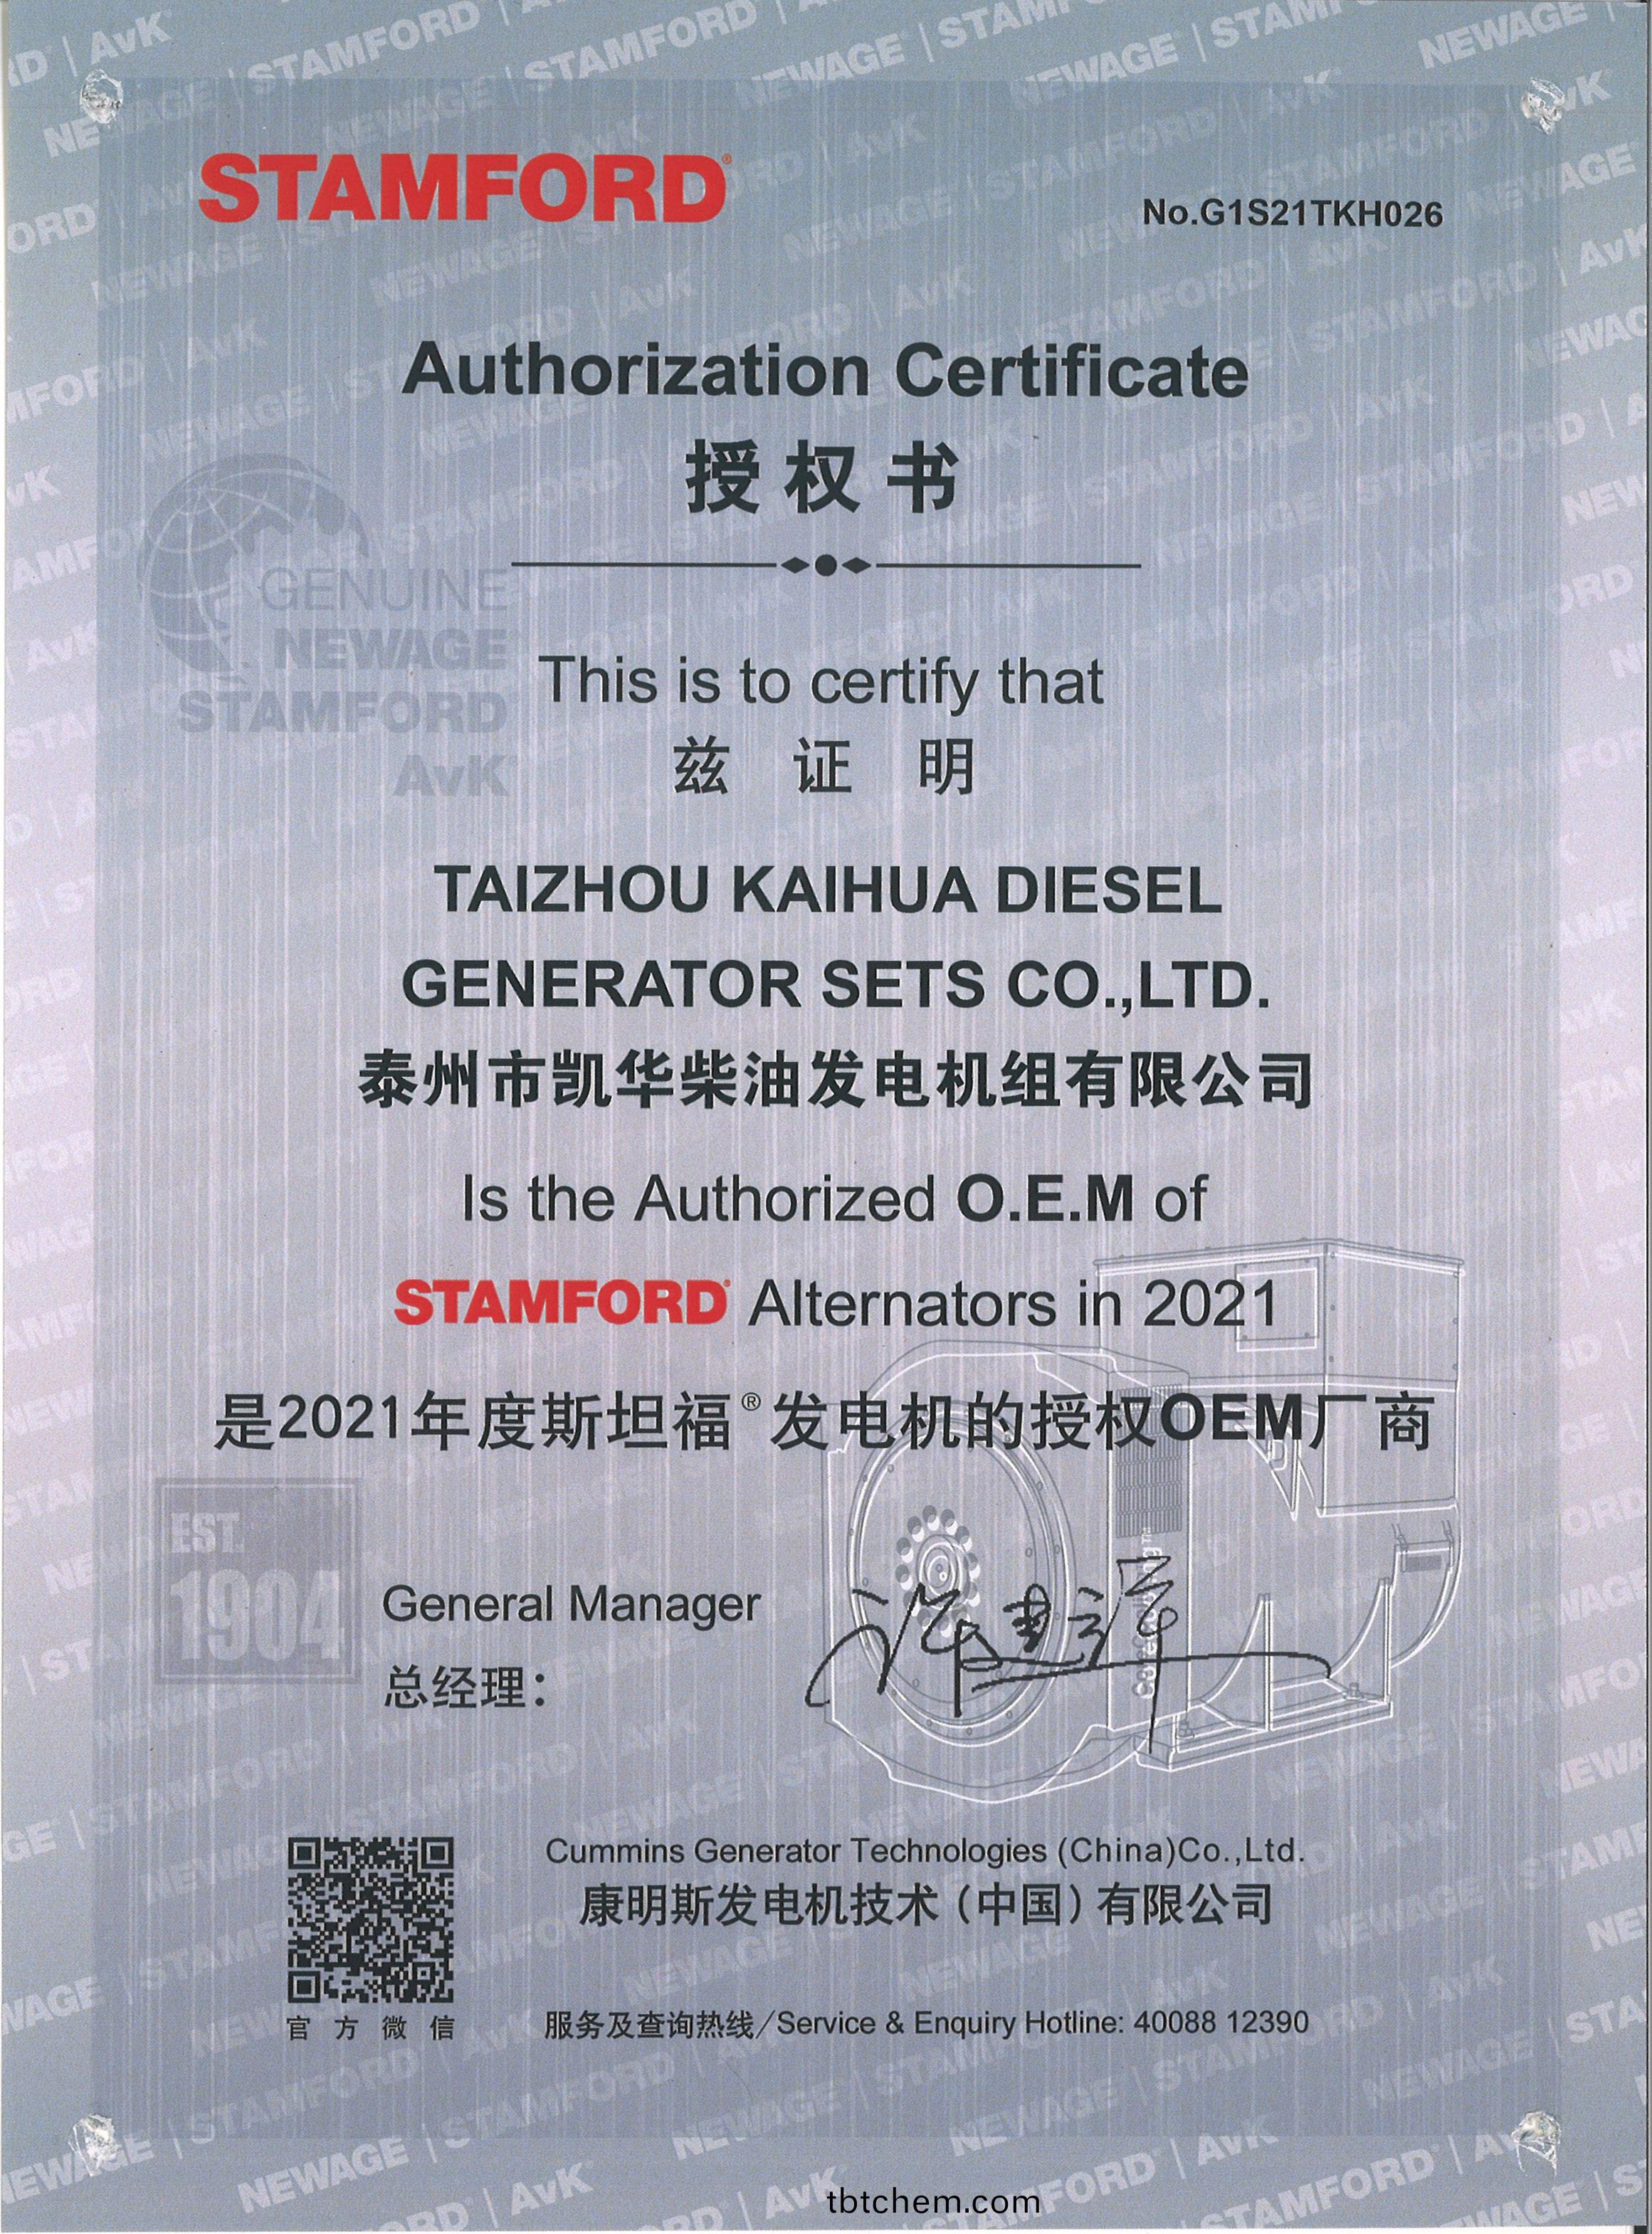 STAMFORD®
No.G1S21TKH026
Authorization Certificate
授权书
GENUINE
NEWAGE
STAMFORD
AvK
This is to certify that
兹 证 明
TAIZHOU KAIHUA DIESEL
GENERATOR SETS CO.,LTD.
泰州市凯华柴油发电机组有限公司
Is the Authorized O.E.M of
STAMFORD® Alternators in 2021
是2021年度斯坦福®发电机的授权OEM厂商
EST.
1904
General Manager
总经理：
Cummins Generator Technologies (China)Co.,Ltd.
康明斯发电机技术（中国）有限公司
官方微信
服务及查询热线/Service & Enquiry Hotline: 40088 12390
tbtchem.com